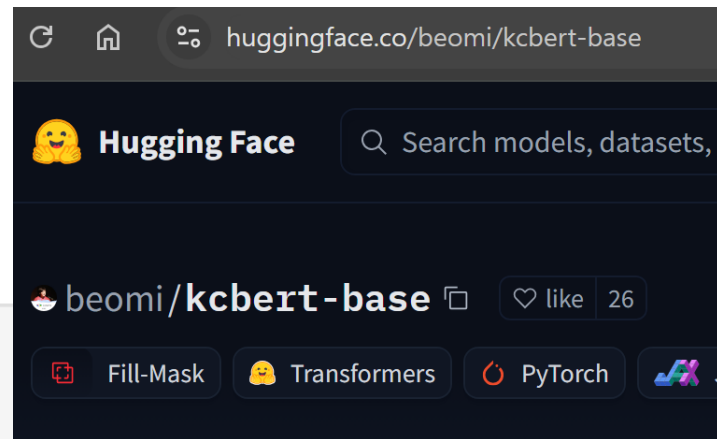 huggingface.co/beomi/kcbert-base
Hugging Face
Search models, datasets,
beomi/kcbert-base
like 26
Fill-Mask Transformers PyTorch